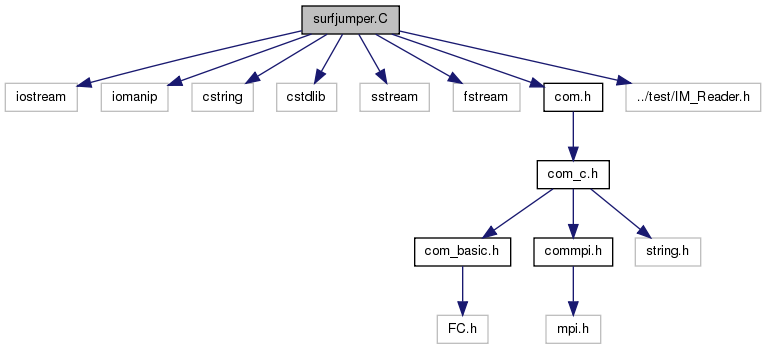 surfjumper.C
iostream
iomanip
cstring
cstdlib
sstream
fstream
com.h
../test/IM_Reader.h
com_c.h
com_basic.h
commpi.h
string.h
FC.h
mpi.h